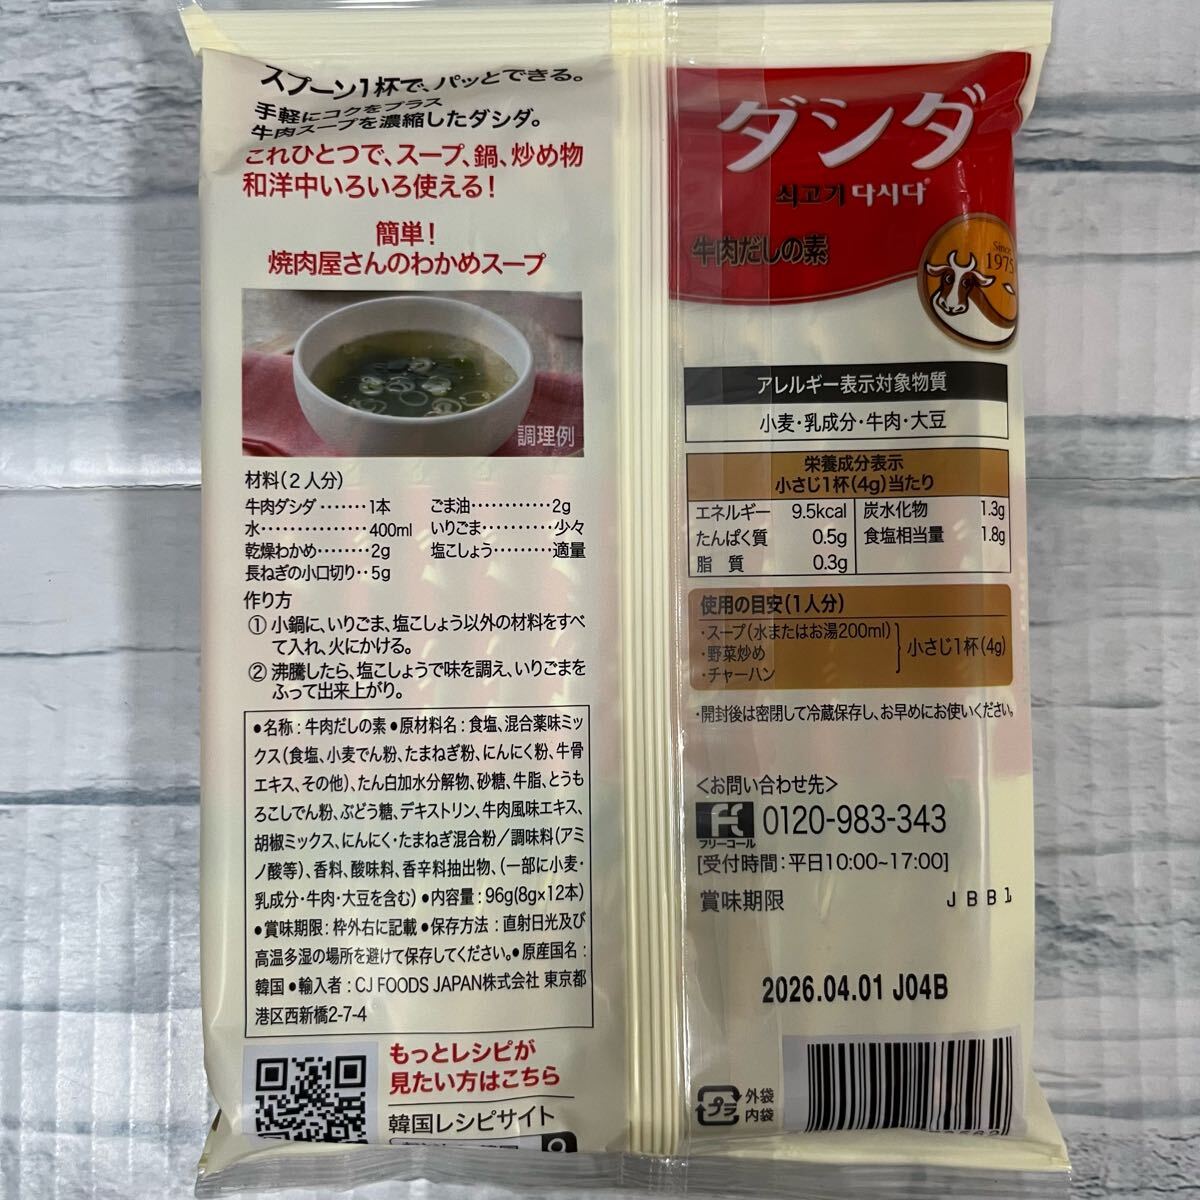 スプーン1杯で、パッとできる。
手軽にコクをプラス
牛肉スープを濃縮したダシダ。
これひとつで、スープ、鍋、炒め物
和洋中いろいろ使える!
簡単!
焼肉屋さんのわかめスープ
調理例
材料(2人分)
牛肉ダシダ‥‥‥1本 ごま油‥‥‥‥2g
水‥‥‥‥‥400ml いりごま‥‥‥‥少々
乾燥わかめ‥‥‥2g 塩こしょう‥‥‥適量
長ねぎの小口切り‥5g
作り方
① 小鍋に、いりごま、塩こしょう以外の材料をすべ
て入れ、火にかける。
② 沸騰したら、塩こしょうで味を調え、いりごまを
ふって出来上がり。
●名称:牛肉だしの素●原材料名:食塩、混合薬味ミッ
クス(食塩、小麦でん粉、たまねぎ粉、にんにく粉、牛骨
エキス、その他)、たん白加水分解物、砂糖、牛脂、とうも
ろこしでん粉、ぶどう糖、デキストリン、牛肉風味エキス、
胡椒ミックス、にんにく・たまねぎ混合粉/調味料(アミ
ノ酸等)、香料、酸味料、香辛料抽出物、(一部に小麦・
乳成分・牛肉・大豆を含む)●内容量:96g(8g×12本)
●賞味期限:枠外右に記載●保存方法:直射日光及び
高温多湿の場所を避けて保存してください。●原産国名:
韓国●輸入者:CJ FOODS JAPAN株式会社 東京都
港区西新橋2-7-4
もっとレシピが
見たい方はこちら
韓国レシピサイト
ダシダ
쇠고기 다시다®
牛肉だしの素
Since
1975
アレルギー表示対象物質
小麦・乳成分・牛肉・大豆
栄養成分表示
小さじ1杯(4g)当たり
エネルギー 9.5kcal 炭水化物 1.3g
たんぱく質 0.5g 食塩相当量 1.8g
脂 質 0.3g
使用の目安(1人分)
・スープ(水またはお湯200ml)
・野菜炒め 小さじ1杯(4g)
・チャーハン
・開封後は密閉して冷蔵保存し、お早めにお使いください。
<お問い合わせ先>
フリーコール 0120-983-343
[受付時間:平日10:00~17:00]
賞味期限 JBB1
2026.04.01 J04B
プラ 外袋
内袋